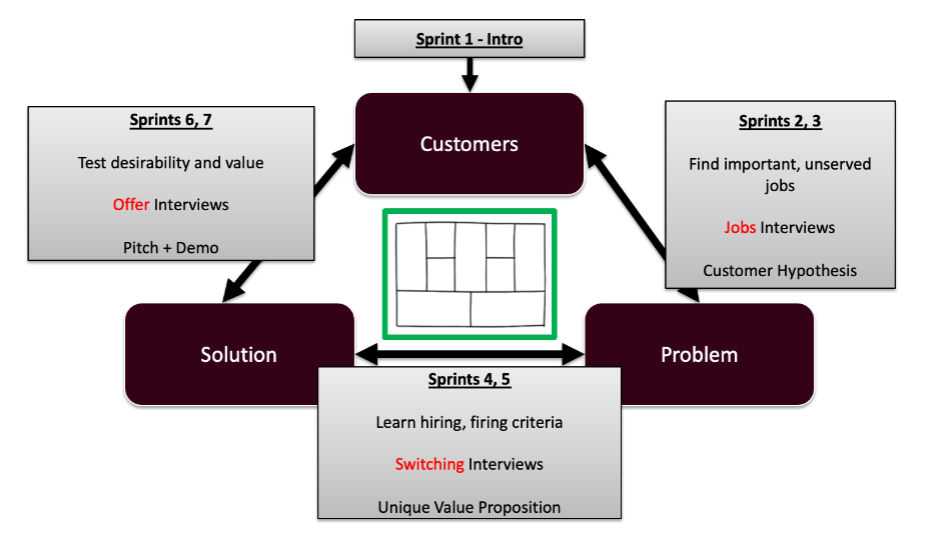 Sprint 1 - Intro
Customers
Sprints 6, 7
Test desirability and value
Offer Interviews
Pitch + Demo
Sprints 2, 3
Find important, unserved
jobs
Jobs Interviews
Customer Hypothesis
Solution
Problem
Sprints 4, 5
Learn hiring, firing criteria
Switching Interviews
Unique Value Proposition